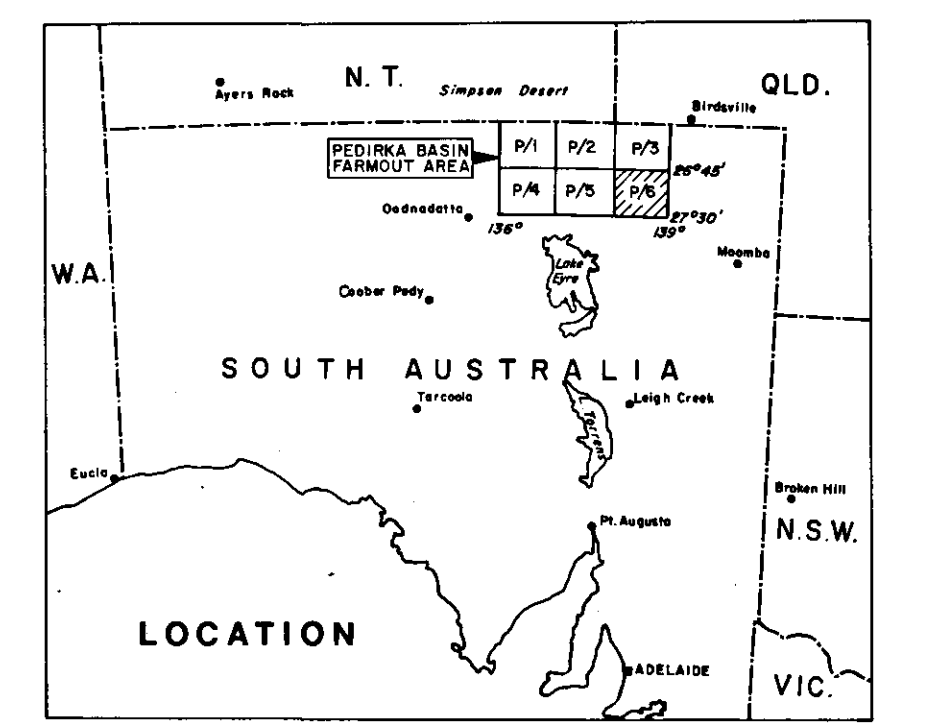 N. T.
QLD.
Ayers Rock
Simpson Desert
Birdsville
PEDIRKA BASIN
FARMOUT AREA
P/1
P/2
P/3
26°45'
P/4
P/5
P/6
Oodnadatta
136°
139°
27°30'
Moomba
W.A.
Lake
Eyre
Coober Pedy
SOUTH AUSTRALIA
Tarcoola
L. Torrens
Leigh Creek
Eucla
Broken Hill
Pt. Augusta
N.S.W.
LOCATION
ADELAIDE
VIC.